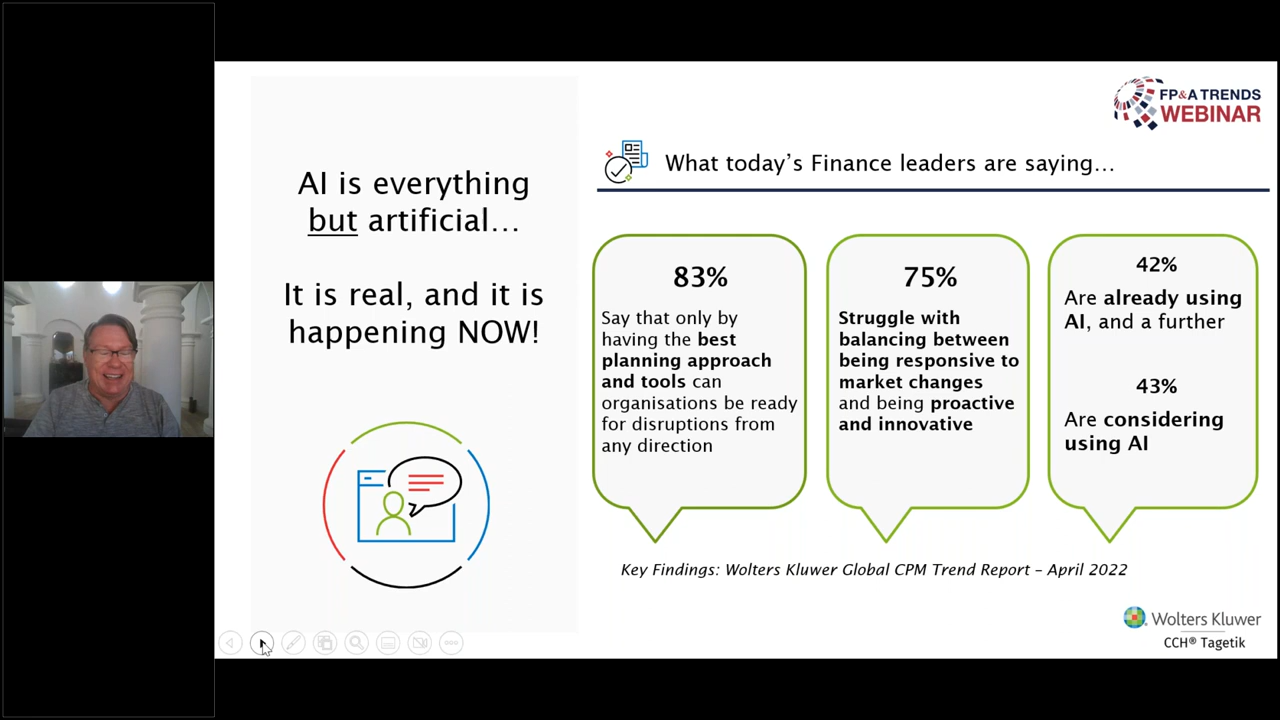 AI is everything
but artificial…
It is real, and it is
happening NOW!
FP&A TRENDS
WEBINAR
What today’s Finance leaders are saying…
83%
Say that only by
having the best
planning approach
and tools can
organisations be ready
for disruptions from
any direction
75%
Struggle with
balancing between
being responsive to
market changes
and being proactive
and innovative
42%
Are already using
AI, and a further
43%
Are considering
using AI
Key Findings: Wolters Kluwer Global CPM Trend Report – April 2022
Wolters Kluwer
CCH® Tagetik